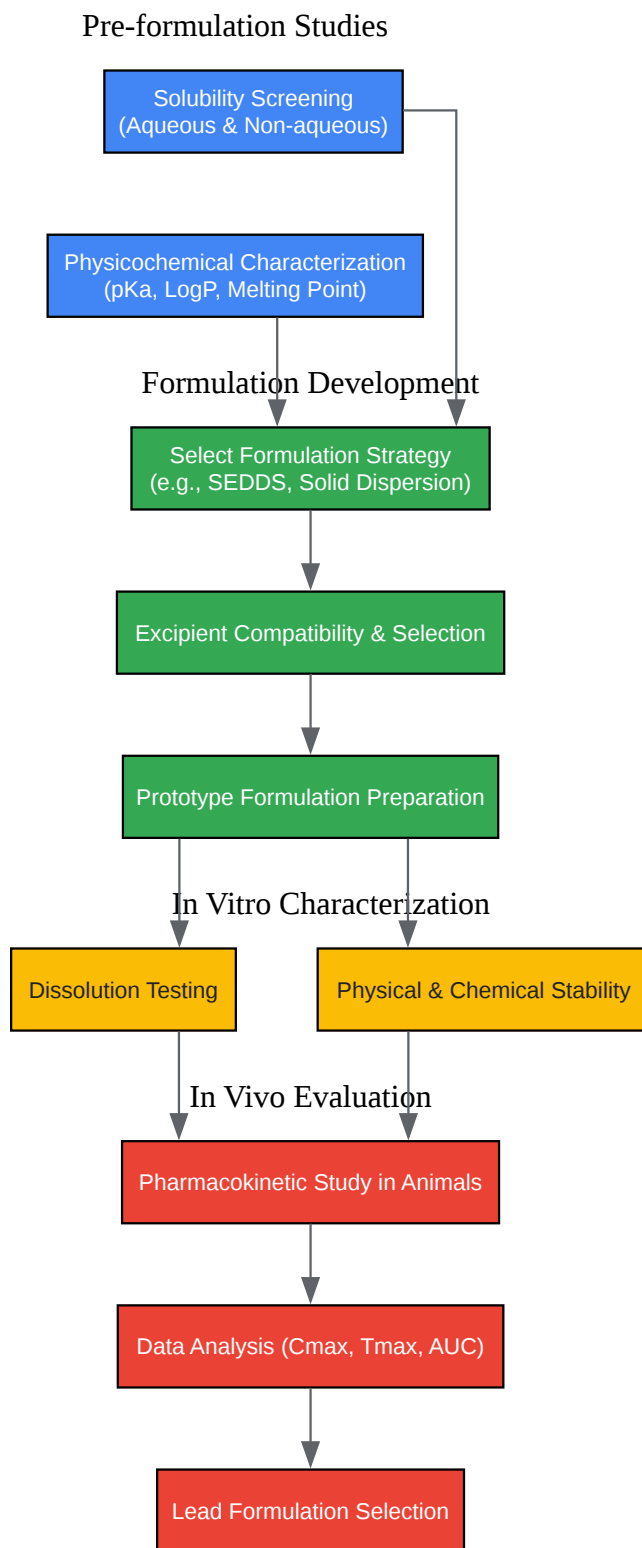 Pre-formulation Studies
Solubility Screening
(Aqueous & Non-aqueous)
Physicochemical Characterization
(pKa, LogP, Melting Point)
Formulation Development
Select Formulation Strategy
(e.g., SEDDS, Solid Dispersion)
Excipient Compatibility & Selection
Prototype Formulation Preparation
In Vitro Characterization
Dissolution Testing
Physical & Chemical Stability
In Vivo Evaluation
Pharmacokinetic Study in Animals
Data Analysis (Cmax, Tmax, AUC)
Lead Formulation Selection